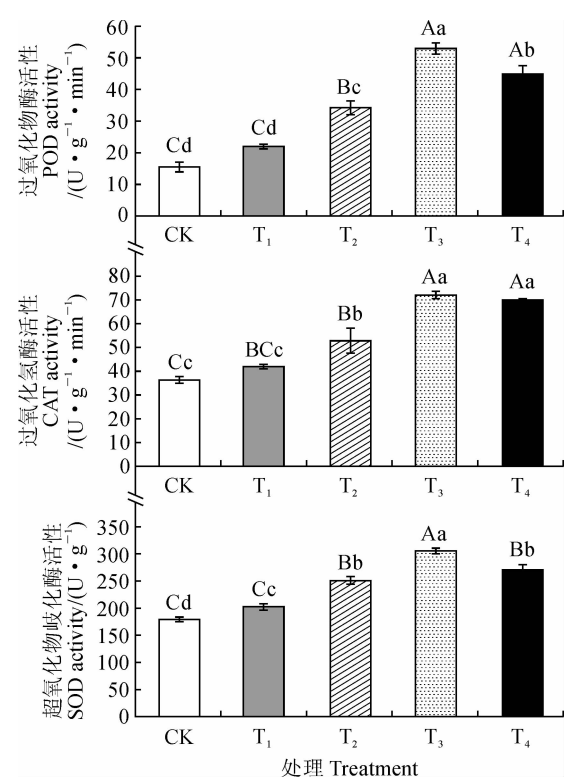 过氧化物酶活性
POD activity
/(U·g⁻¹·min⁻¹)
60
50
40
30
20
10
0
Cd
Cd
Bc
Aa
Ab
CK
T₁
T₂
T₃
T₄
过氧化氢酶活性
CAT activity
/(U·g⁻¹·min⁻¹)
80
70
60
50
40
30
20
10
0
Cc
BCc
Bb
Aa
Aa
CK
T₁
T₂
T₃
T₄
超氧化物岐化酶活性
SOD activity/(U·g⁻¹)
350
300
250
200
150
100
50
0
Cd
Cc
Bb
Aa
Bb
CK
T₁
T₂
T₃
T₄
处理 Treatment